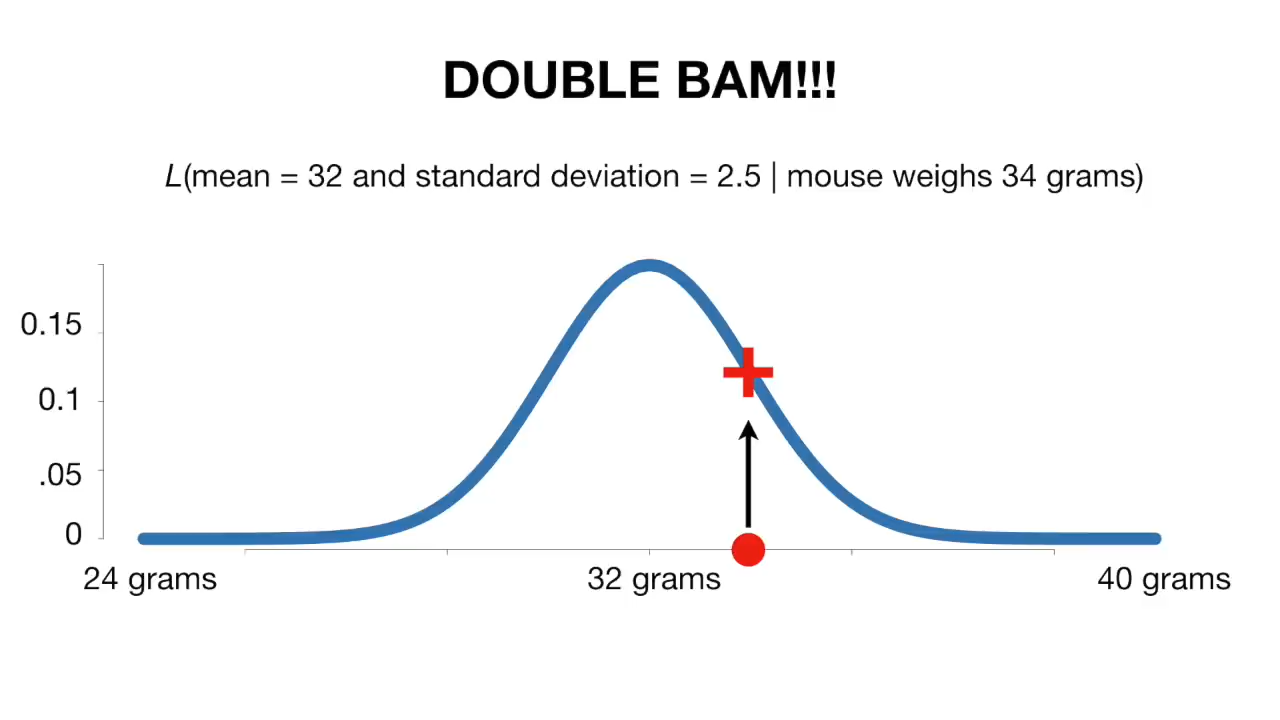 DOUBLE BAM!!!
L(mean = 32 and standard deviation = 2.5 | mouse weighs 34 grams)
0.15
0.1
.05
0
24 grams
32 grams
40 grams